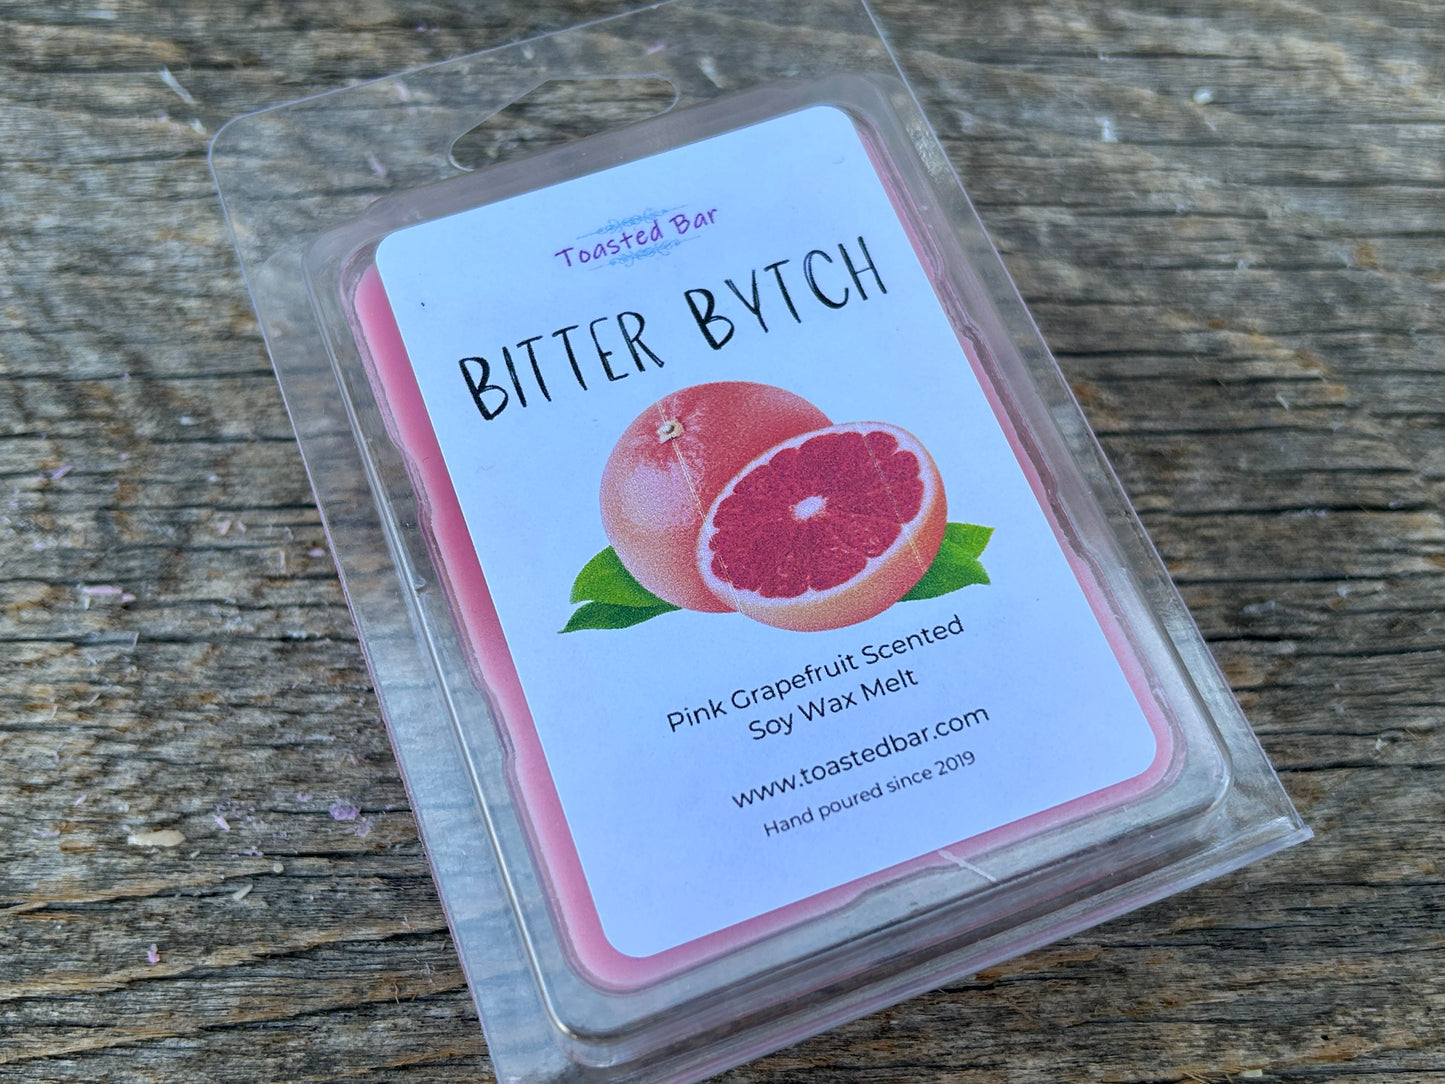 Toasted Bar
BITTER BYTCH
Pink Grapefruit Scented
Soy Wax Melt
www.toastedbar.com
Hand poured since 2019